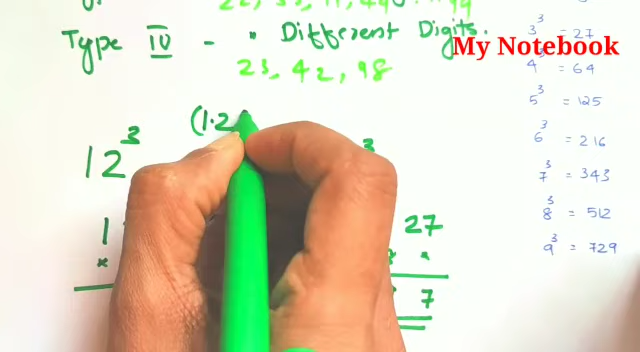 Type IV - • Different Digits.
23, 42, 98
My Notebook
12³ (1·2
1
27
*
*
7
3³ = 27
4³ = 64
5³ = 125
6³ = 216
7³ = 343
8³ = 512
9³ = 729